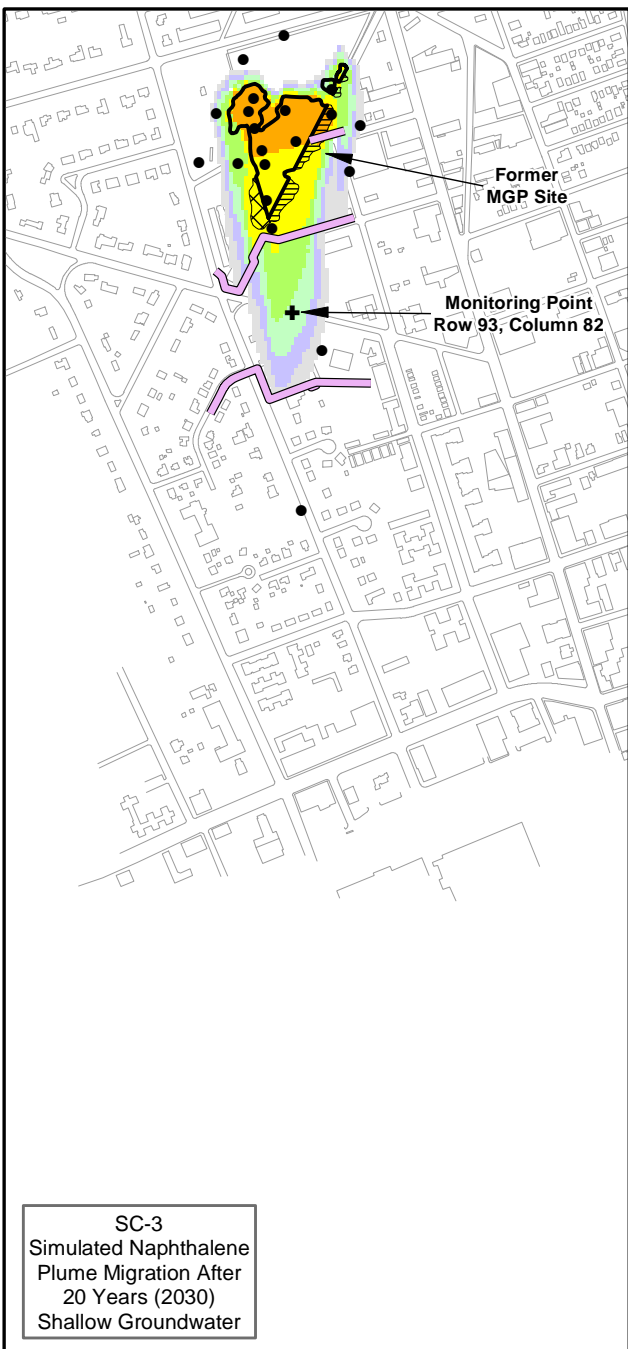 Former
MGP Site
Monitoring Point
Row 93, Column 82
SC-3
Simulated Naphthalene
Plume Migration After
20 Years (2030)
Shallow Groundwater